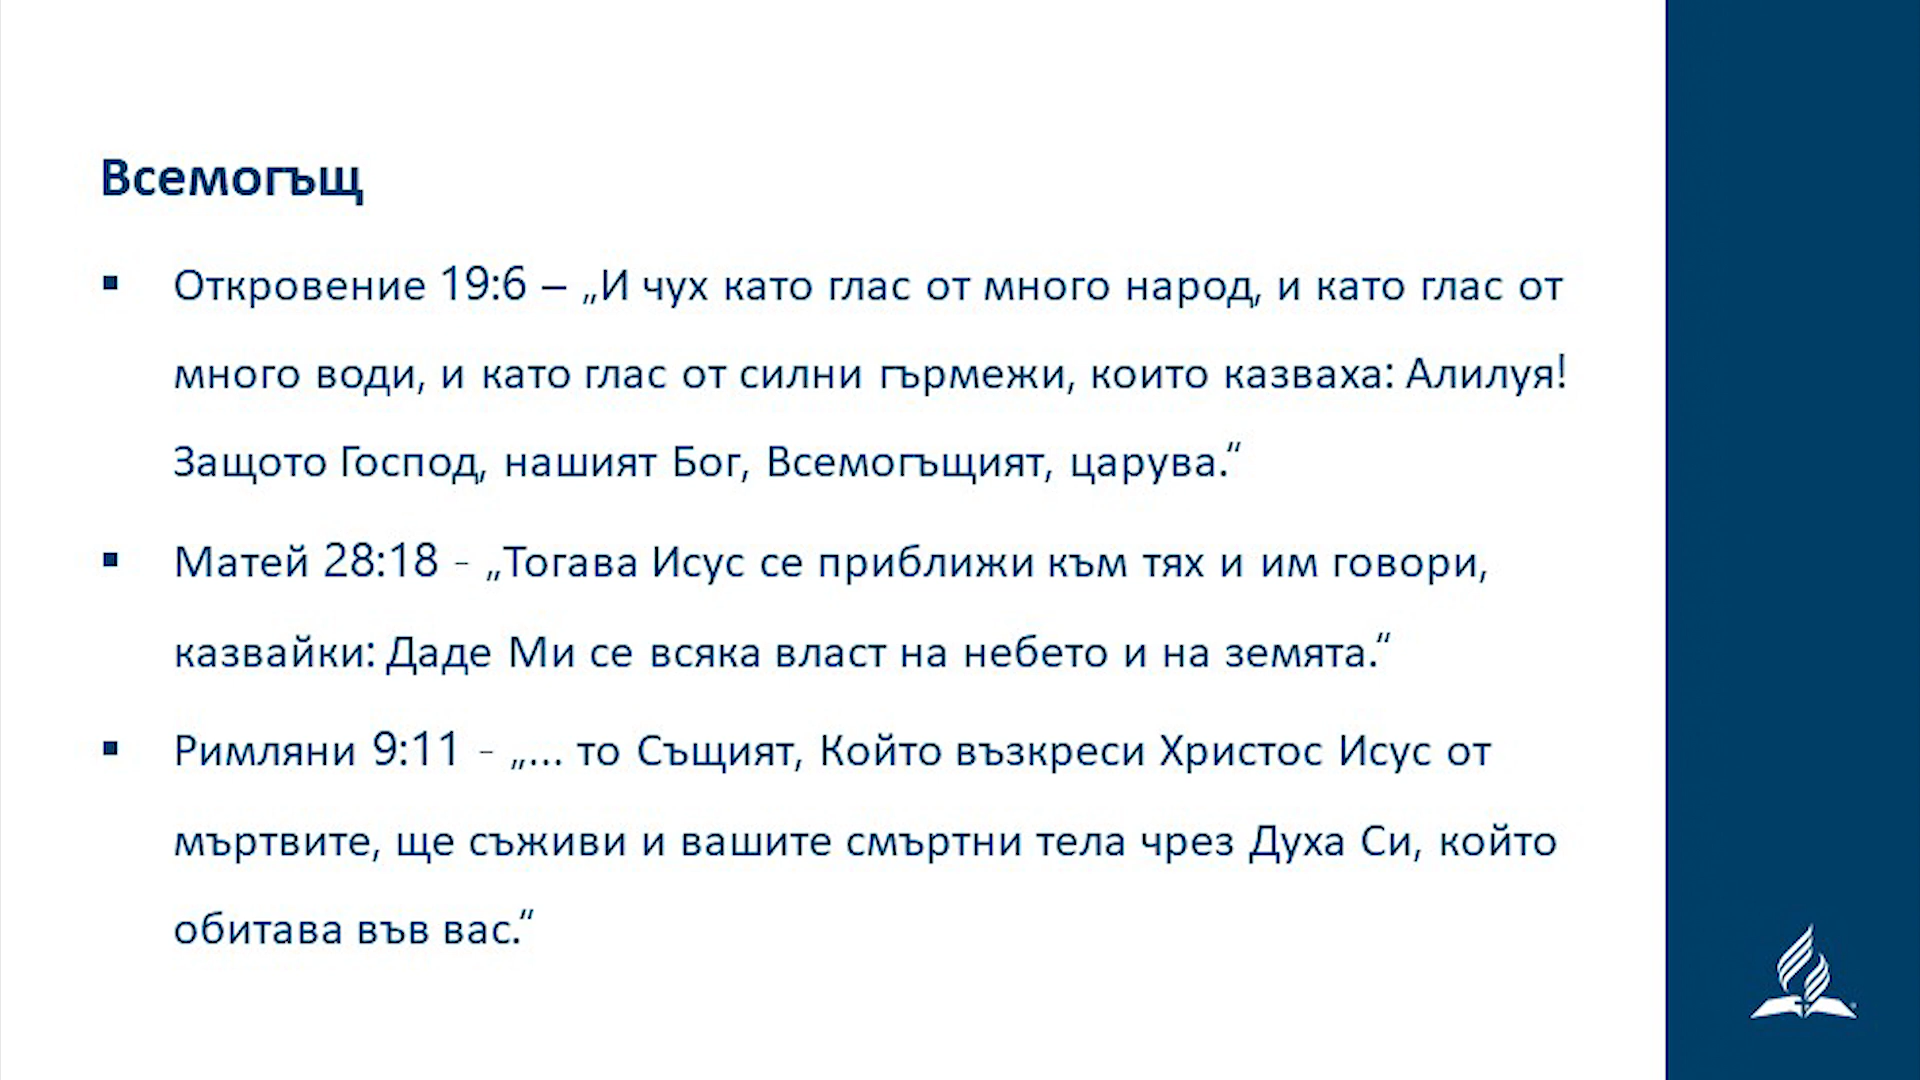 Всемогъщ
▪ Откровение 19:6 – „И чух като глас от много народ, и като глас от
много води, и като глас от силни гърмежи, които казваха: Алилуя!
Защото Господ, нашият Бог, Всемогъщият, царува.“
▪ Матей 28:18 - „Тогава Исус се приближи към тях и им говори,
казвайки: Даде Ми се всяка власт на небето и на земята.“
▪ Римляни 9:11 - „... то Същият, Който възкреси Христос Исус от
мъртвите, ще съживи и вашите смъртни тела чрез Духа Си, който
обитава във вас.“